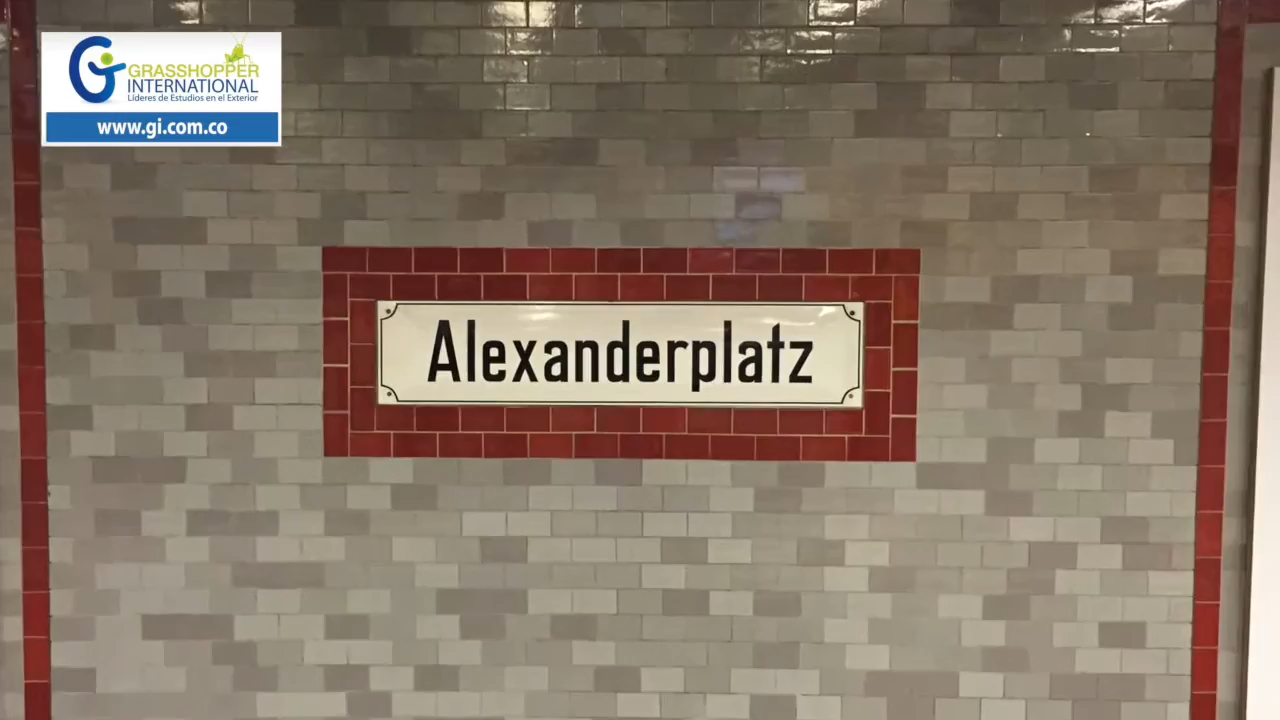 GRASSHOPPER
INTERNATIONAL
Líderes de Estudios en el Exterior
www.gi.com.co
Alexanderplatz